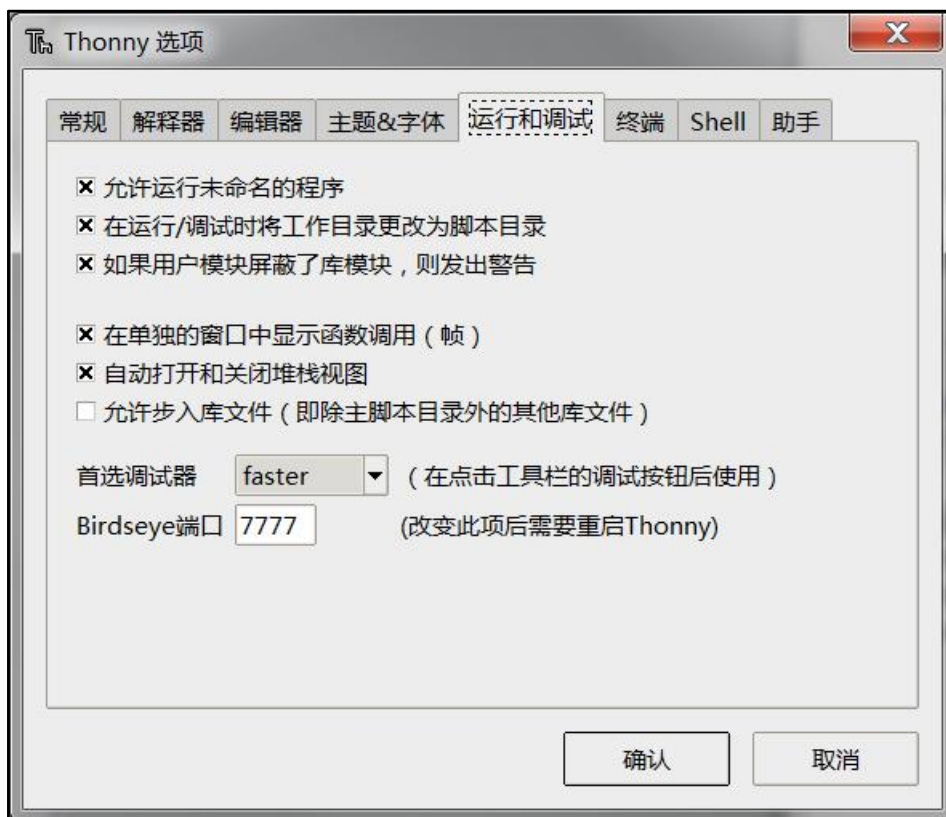 Thonny 选项
常规 解释器 编辑器 主题&字体 运行和调试 终端 Shell 助手
允许运行未命名的程序
在运行/调试时将工作目录更改为脚本目录
如果用户模块屏蔽了库模块，则发出警告
在单独的窗口中显示函数调用（帧）
自动打开和关闭堆栈视图
允许步入库文件（即除主脚本目录外的其他库文件）
首选调试器 faster （在点击工具栏的调试按钮后使用）
Birdseye端口 7777 (改变此项后需要重启Thonny)
确认 取消